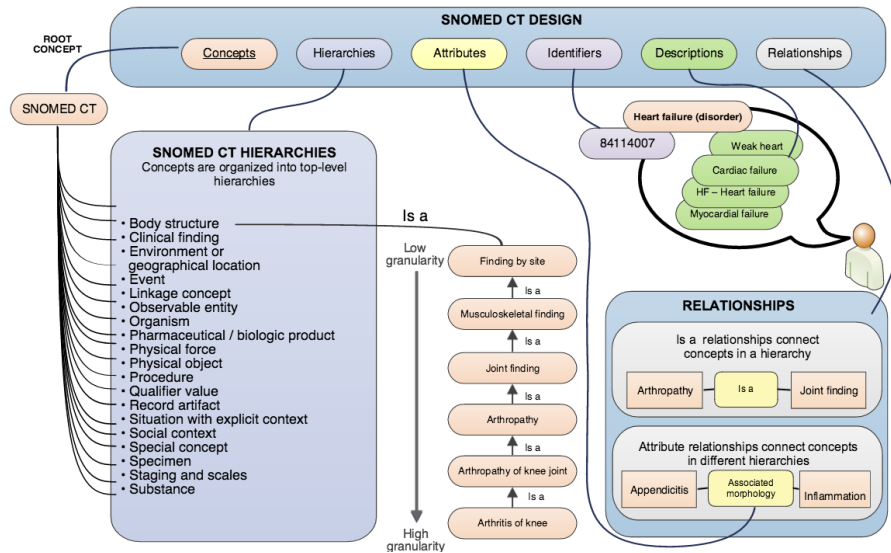 SNOMED CT DESIGN
ROOT
CONCEPT
Concepts
Hierarchies
Attributes
Identifiers
Descriptions
Relationships
SNOMED CT
SNOMED CT HIERARCHIES
Concepts are organized into top-level
hierarchies
• Body structure
• Clinical finding
• Environment or
geographical location
• Event
• Linkage concept
• Observable entity
• Organism
• Pharmaceutical / biologic product
• Physical force
• Physical object
• Procedure
• Qualifier value
• Record artifact
• Situation with explicit context
• Social context
• Special concept
• Specimen
• Staging and scales
• Substance
Is a
Low
granularity
High
granularity
Finding by site
Is a
Musculoskeletal finding
Is a
Joint finding
Is a
Arthropathy
Is a
Arthropathy of knee joint
Is a
Arthritis of knee
Heart failure (disorder)
84114007
Weak heart
Cardiac failure
HF – Heart failure
Myocardial failure
RELATIONSHIPS
Is a relationships connect
concepts in a hierarchy
Arthropathy
Is a
Joint finding
Attribute relationships connect concepts
in different hierarchies
Appendicitis
Associated
morphology
Inflammation